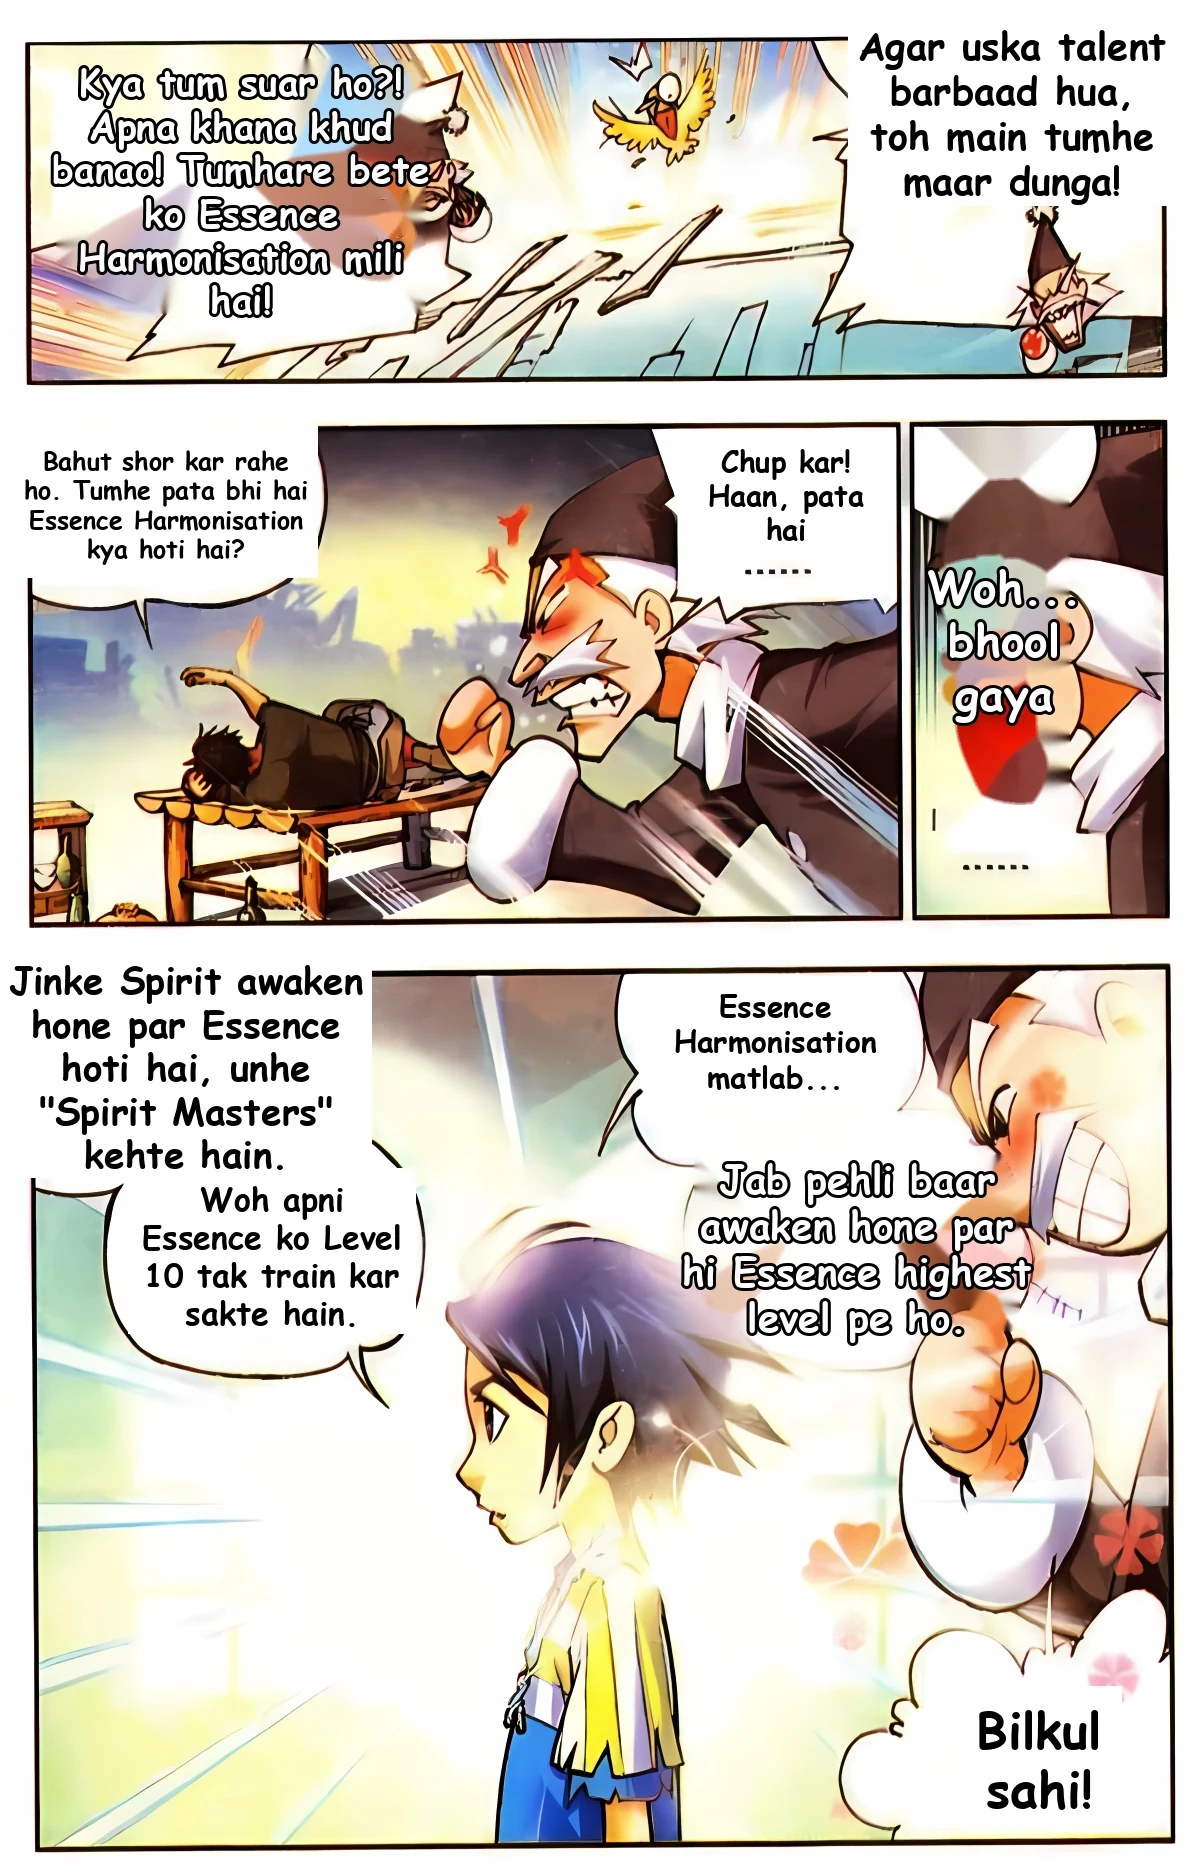 Kya tum suar ho?!
Apna khana khud
banao! Tumhare bete
ko Essence
Harmonisation mili
hai!
Agar uska talent
barbaad hua,
toh main tumhe
maar dunga!
Bahut shor kar rahe
ho. Tumhe pata bhi hai
Essence Harmonisation
kya hoti hai?
Chup kar!
Haan, pata
hai
.......
Woh...
bhool
gaya
.......
Jinke Spirit awaken
hone par Essence
hoti hai, unhe
"Spirit Masters"
kehte hain.
Woh apni
Essence ko Level
10 tak train kar
sakte hain.
Essence
Harmonisation
matlab...
Jab pehli baar
awaken hone par
hi Essence highest
level pe ho.
Bilkul
sahi!